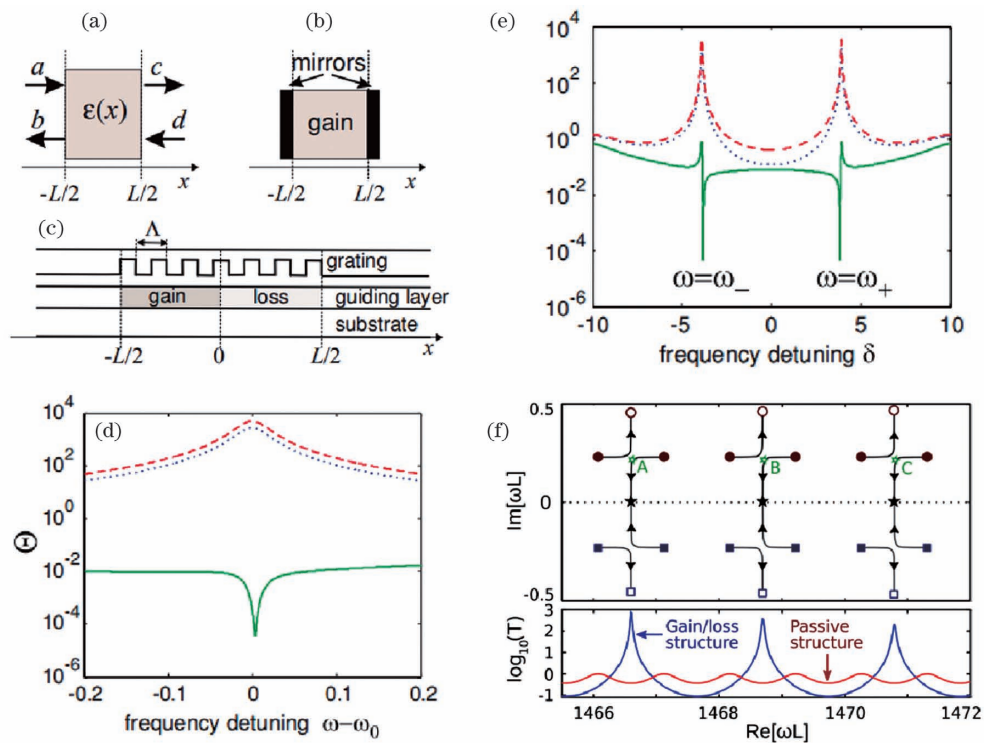 (a)
a
c
ε(x)
b
d
x
-L/2
L/2
(b)
mirrors
gain
x
-L/2
L/2
(c)
Λ
grating
gain
loss
guiding layer
substrate
-L/2
0
L/2
x
(e)
10^4
10^2
10^0
10^-2
10^-4
10^-6
ω=ω_-
ω=ω_+
-10
-5
0
5
10
frequency detuning δ
(d)
10^4
10^2
10^0
Θ
10^-2
10^-4
10^-6
-0.2
-0.1
0
0.1
0.2
frequency detuning ω-ω_0
(f)
0.5
A
B
C
Im[ωL]
0
-0.5
3
2
1
0
-1
log_10(T)
Gain/loss
structure
Passive
structure
1466
1468
1470
1472
Re[ωL]